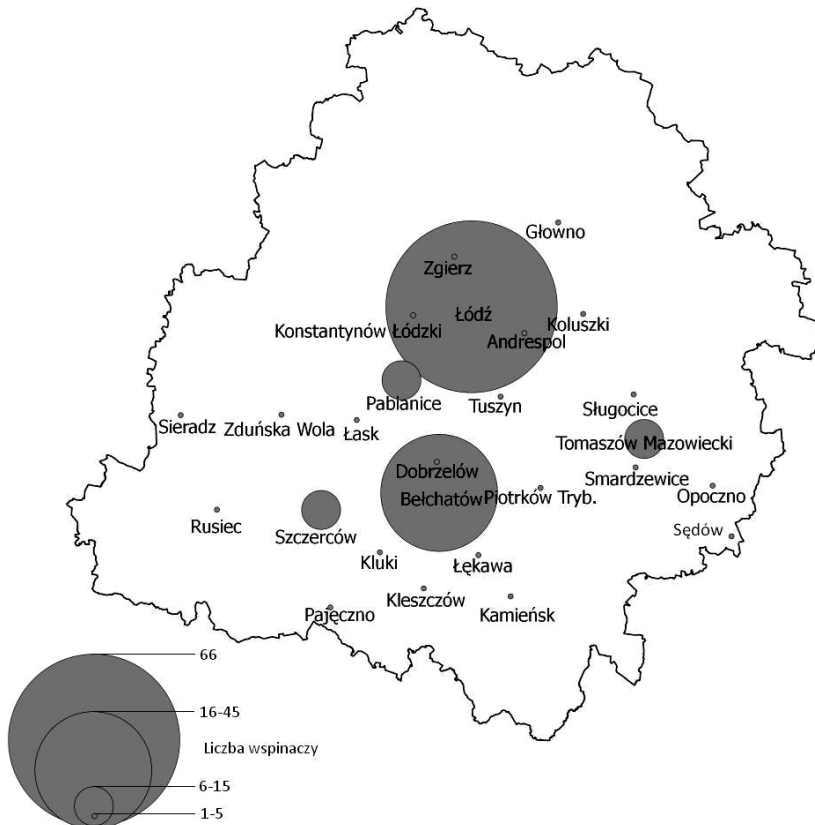 Głowno
Zgierz
Łódź
Koluszki
Konstantynów Łódzki
Andrespol
Pabianice
Tuszyn
Sługocice
Sieradz
Zduńska Wola
Łask
Tomaszów Mazowiecki
Dobrzelów
Smardzewice
Bełchatów
Piotrków Tryb.
Opoczno
Rusiec
Szczerców
Sędów
Kluki
Łękawa
Kleszczów
Kamieńsk
Pajęczno
66
16-45
Liczba wspinaczy
6-15
1-5